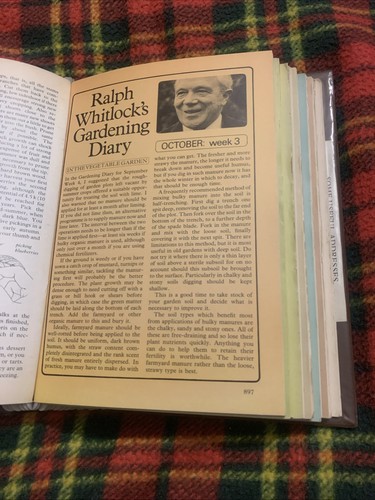 Ralph
Whitlock's
Gardening
Diary
OCTOBER: week 3
IN THE VEGETABLE GARDEN
In the Gardening Diary for September
Week 4, I suggested that the rough-
digging of garden plots left vacant by
summer crops offered a suitable oppor-
tunity for manuring the soil with lime. I
also warned that no manure should be
applied for at least a month after liming.
If you did not lime then, an alternative
programme is to supply manure now and
lime later. The interval between the two
operations needs to be longer than if the
lime is applied first—at least six weeks if
bulky organic manure is used, although
only just over a month if you are using
chemical fertilizers.
If the ground is weedy or if you have
sown a catch crop of mustard, turnips or
something similar, tackling the manur-
ing first will probably be the better
procedure. The plant growth may be
dense enough to need cutting off with a
grass or bill hook or shears before
digging, in which case the green matter
should be laid along the bottom of each
trench. Add the farmyard or other
organic manure to this and bury it.
Ideally, farmyard manure should be
well-rotted before being applied to the
soil. It should be uniform, dark brown
humus, with the straw content com-
pletely disintegrated and the rank scent
of fresh manure entirely dispersed. In
practice, you may have to make do with
what you can get. The fresher and more
strawy the manure, the longer it needs to
break down and become useful humus,
but if you dig in such manure now it has
the whole winter in which to decay, and
that should be enough time.
A frequently recommended method of
mixing bulky manure into the soil is
half-trenching. First dig a trench one
spit deep, removing the soil to the far end
of the plot. Then fork over the soil in the
bottom of the trench, to a further depth
of the spade blade. Fork in the manure
and mix with the loose soil, finally
covering it with the next spit. There are
limitations to this method, but it is most
useful in old gardens with deep soil. Do
not try it where there is only a thin layer
of soil above a sterile subsoil; for on no
account should this subsoil be brought
to the surface. Particularly in chalky and
stony soils digging should be kept
shallow.
This is a good time to take stock of
your garden soil and decide what is
necessary to improve it.
The soil types which benefit most
from applications of bulky manures are
the chalky, sandy and stony ones. All of
these are free-draining and so lose their
plant nutrients quickly. Anything you
can do to help them to retain their
fertility is worthwhile. The heavier
farmyard manure rather than the loose,
strawy type is best.
897